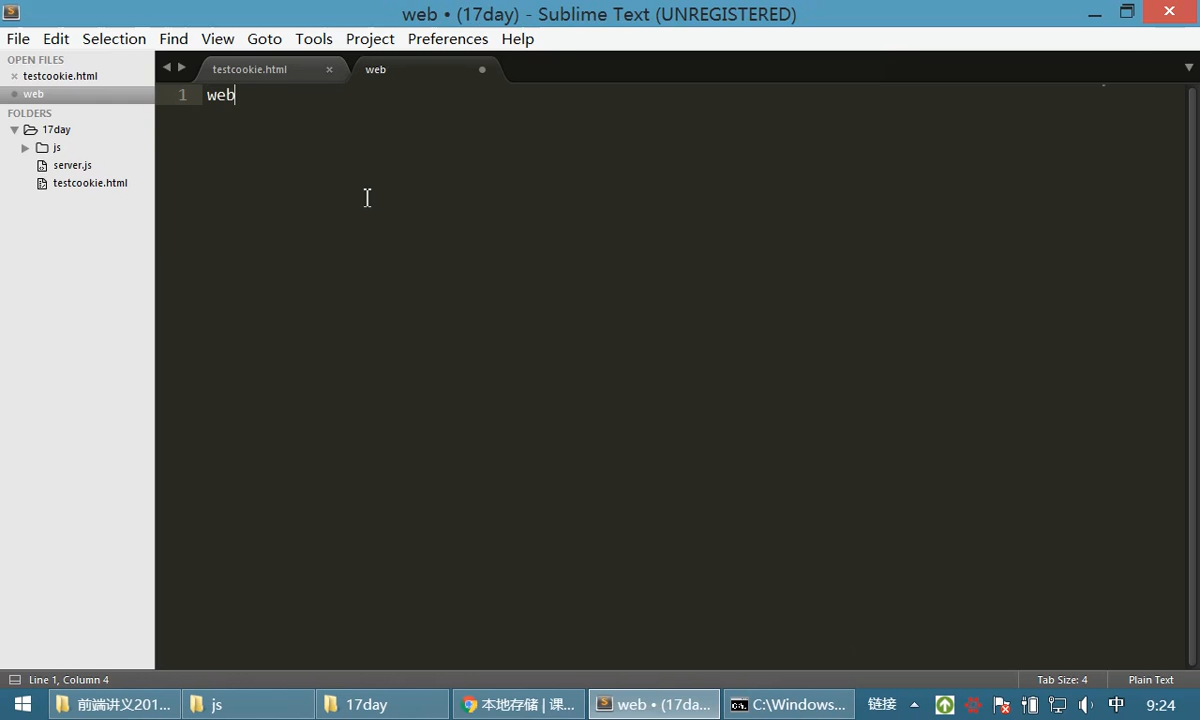 web • (17day) - Sublime Text (UNREGISTERED)
File Edit Selection Find View Goto Tools Project Preferences Help
OPEN FILES
testcookie.html
web
FOLDERS
17day
js
server.js
testcookie.html
testcookie.html web
1 web
Line 1, Column 4 Tab Size: 4 Plain Text
前端讲义201... js 17day 本地存储 | 课... web • (17da... C:\Windows... 链接 中 9:24